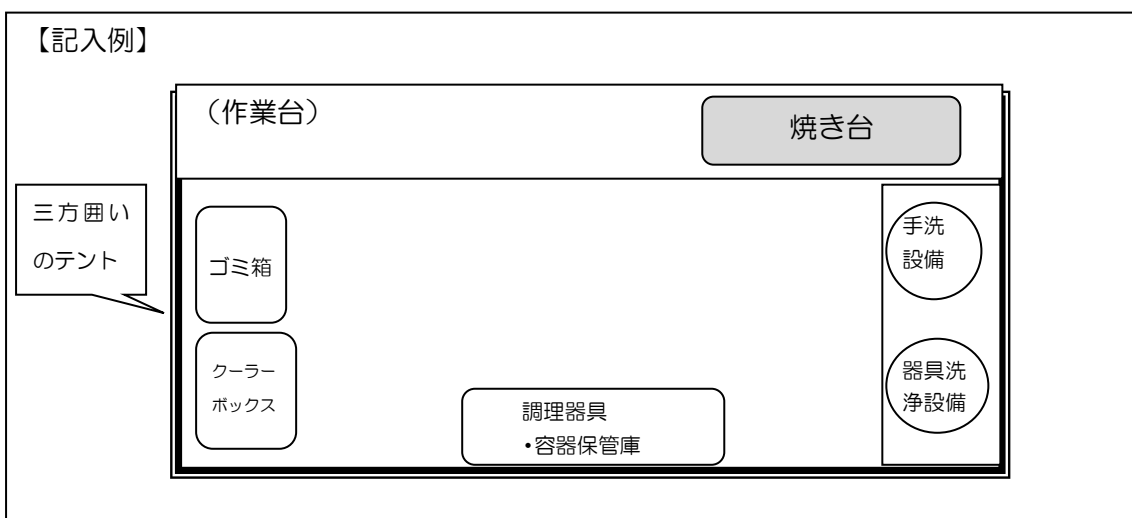 【記入例】
（作業台）
焼き台
三方囲い
のテント
ゴミ箱
手洗
設備
クーラー
ボックス
調理器具
・容器保管庫
器具洗
浄設備